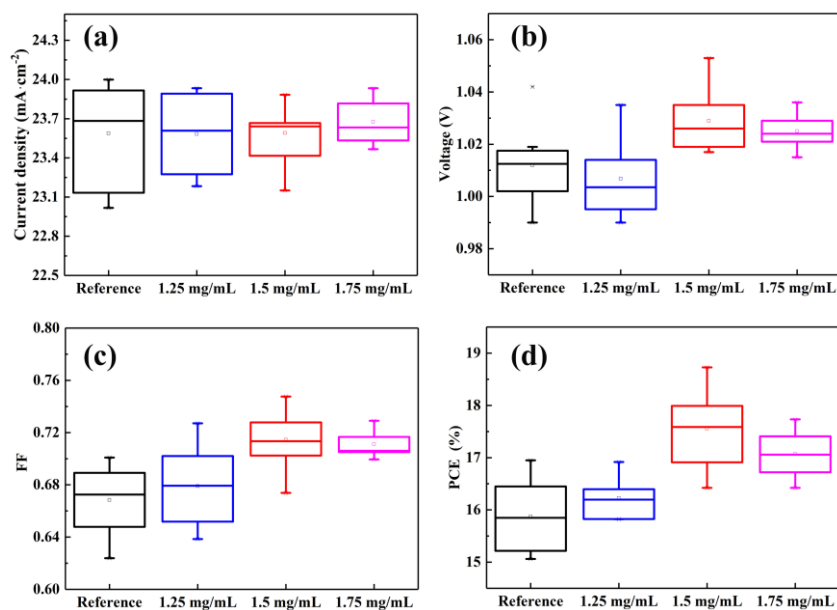 (a)
Current density (mA·cm⁻²)
24.3
24.0
23.7
23.4
23.1
22.8
22.5
Reference 1.25 mg/mL 1.5 mg/mL 1.75 mg/mL
(b)
Voltage (V)
1.06
1.04
1.02
1.00
0.98
Reference 1.25 mg/mL 1.5 mg/mL 1.75 mg/mL
(c)
FF
0.80
0.76
0.72
0.68
0.64
0.60
Reference 1.25 mg/mL 1.5 mg/mL 1.75 mg/mL
(d)
PCE (%)
19
18
17
16
15
Reference 1.25 mg/mL 1.5 mg/mL 1.75 mg/mL